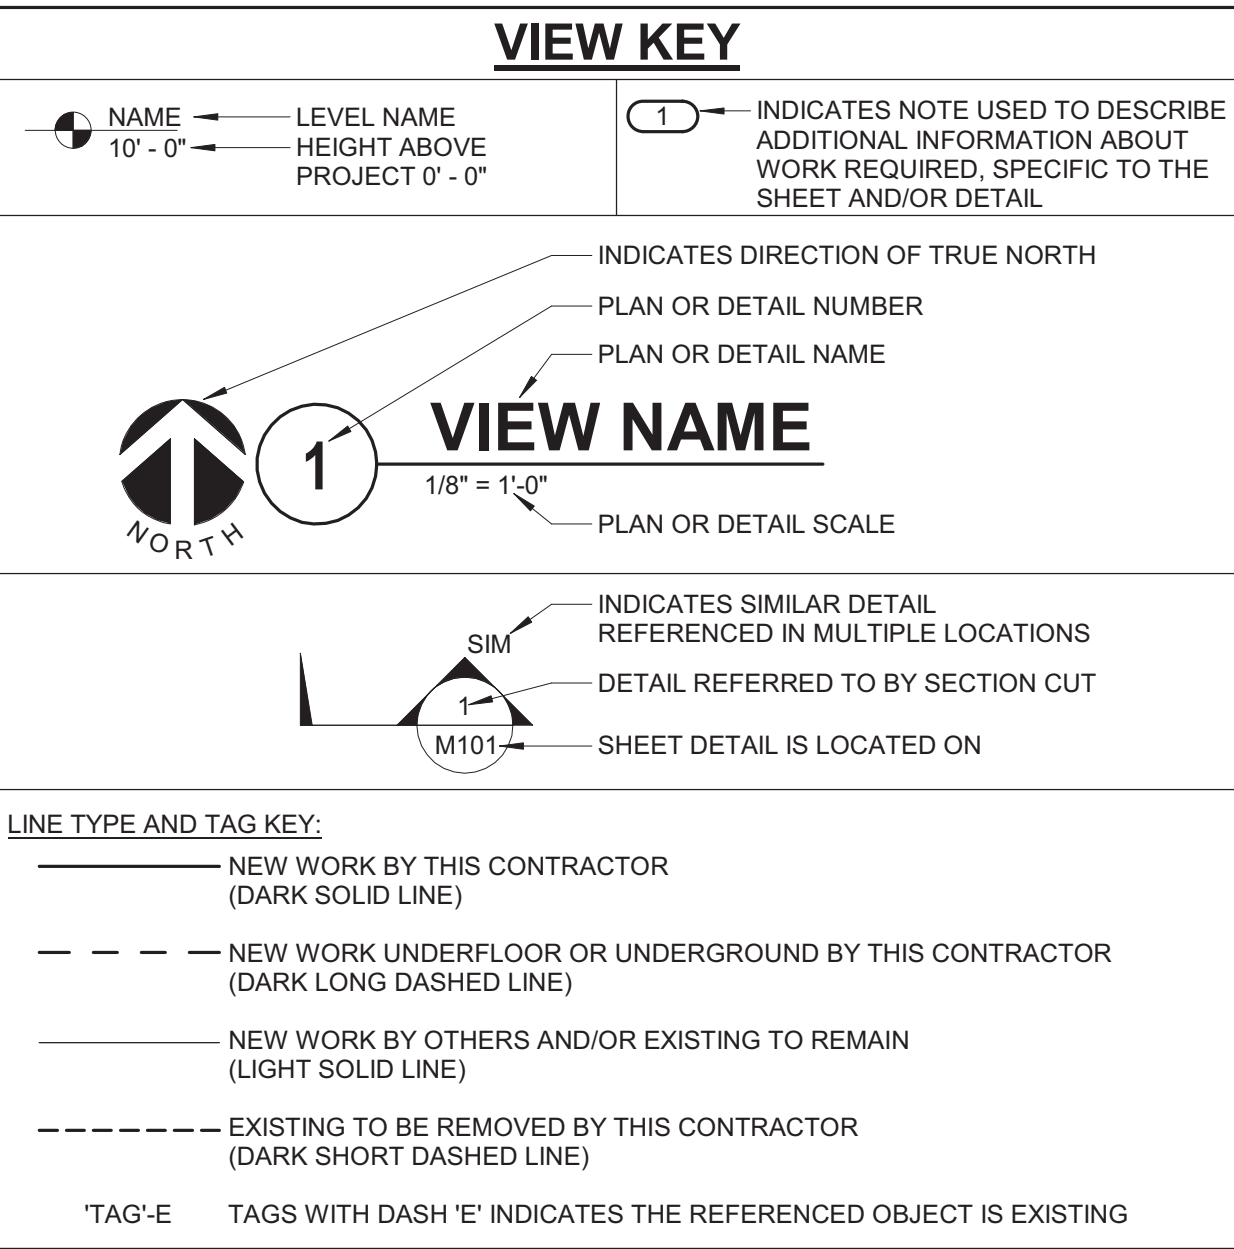 VIEW KEY
NAME
10' - 0"
LEVEL NAME
HEIGHT ABOVE
PROJECT 0' - 0"
1
INDICATES NOTE USED TO DESCRIBE
ADDITIONAL INFORMATION ABOUT
WORK REQUIRED, SPECIFIC TO THE
SHEET AND/OR DETAIL
INDICATES DIRECTION OF TRUE NORTH
PLAN OR DETAIL NUMBER
PLAN OR DETAIL NAME
NORTH
1
VIEW NAME
1/8" = 1'-0"
PLAN OR DETAIL SCALE
INDICATES SIMILAR DETAIL
REFERENCED IN MULTIPLE LOCATIONS
SIM
DETAIL REFERRED TO BY SECTION CUT
1
M101
SHEET DETAIL IS LOCATED ON
LINE TYPE AND TAG KEY:
NEW WORK BY THIS CONTRACTOR
(DARK SOLID LINE)
NEW WORK UNDERFLOOR OR UNDERGROUND BY THIS CONTRACTOR
(DARK LONG DASHED LINE)
NEW WORK BY OTHERS AND/OR EXISTING TO REMAIN
(LIGHT SOLID LINE)
EXISTING TO BE REMOVED BY THIS CONTRACTOR
(DARK SHORT DASHED LINE)
'TAG'-E TAGS WITH DASH 'E' INDICATES THE REFERENCED OBJECT IS EXISTING